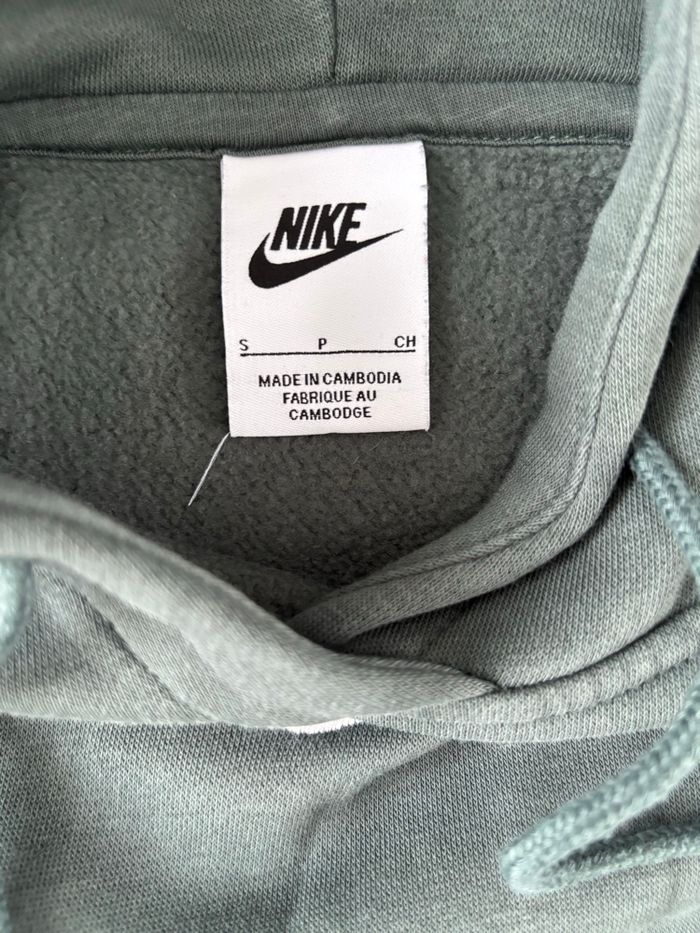 NIKE
S P CH
MADE IN CAMBODIA
FABRIQUE AU
CAMBODGE